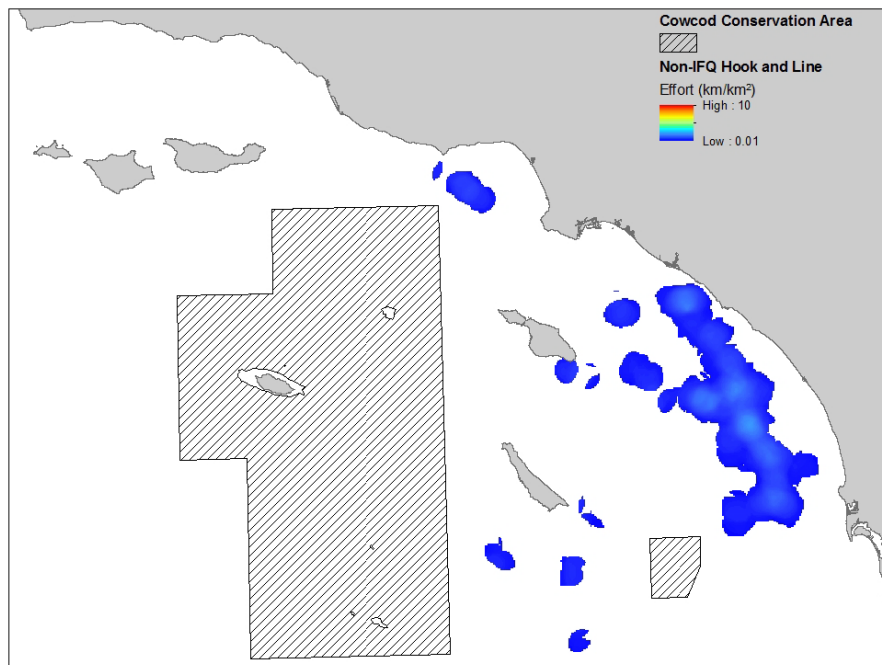 Cowcod Conservation Area
Non-IFQ Hook and Line
Effort (km/km²)
High : 10
Low : 0.01